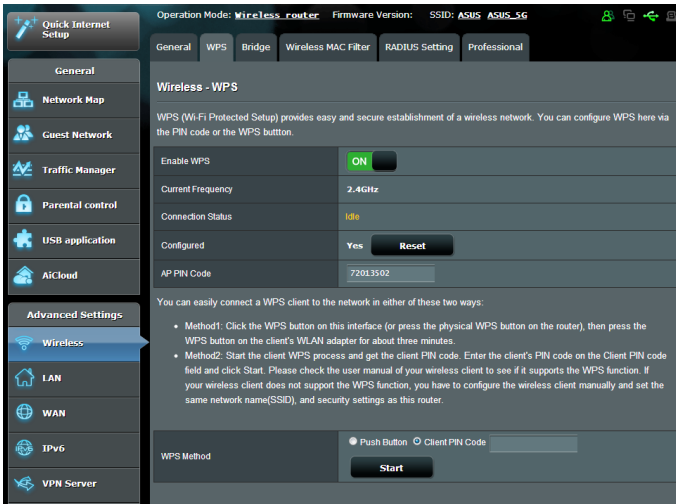 Quick Internet
Setup
General
Network Map
Guest Network
Traffic Manager
Parental control
USB application
AiCloud
Advanced Settings
Wireless
LAN
WAN
IPv6
VPN Server
Operation Mode: Wireless router Firmware Version: SSID: ASUS ASUS_5G
General WPS Bridge Wireless MAC Filter RADIUS Setting Professional
Wireless - WPS
WPS (Wi-Fi Protected Setup) provides easy and secure establishment of a wireless network. You can configure WPS here via
the PIN code or the WPS buttton.
Enable WPS ON
Current Frequency 2.4GHz
Connection Status Idle
Configured Yes Reset
AP PIN Code 72013502
You can easily connect a WPS client to the network in either of these two ways:
• Method1: Click the WPS button on this interface (or press the physical WPS button on the router), then press the
WPS button on the client's WLAN adapter for about three minutes.
• Method2: Start the client WPS process and get the client PIN code. Enter the client's PIN code on the Client PIN code
field and click Start. Please check the user manual of your wireless client to see if it supports the WPS function. If
your wireless client does not support the WPS function, you have to configure the wireless client manually and set the
same network name(SSID), and security settings as this router.
WPS Method Push Button Client PIN Code
Start